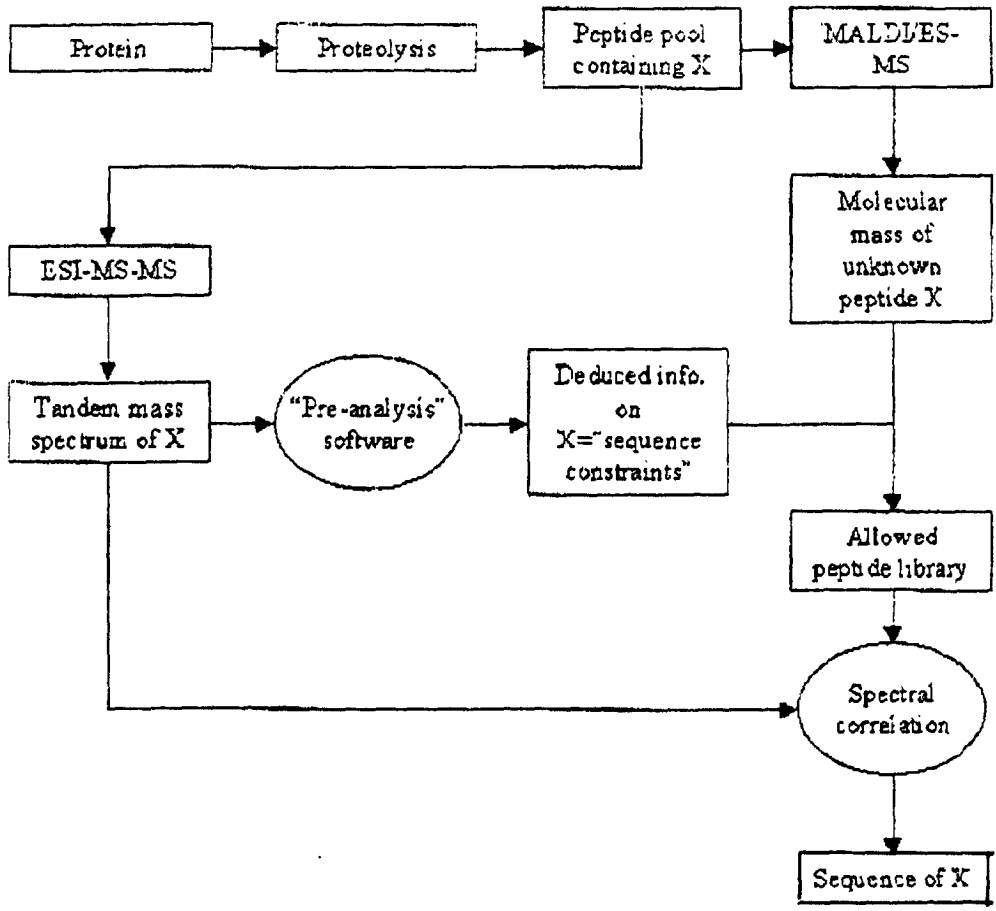 Protein
Proteolysis
Peptide pool
containing X
MALDI/ES-
MS
Molecular
mass of
unknown
peptide X
ESI-MS-MS
Tandem mass
spectrum of X
"Pre-analysis"
software
Deduced info.
on
X="sequence
constraints"
Allowed
peptide library
Spectral
correlation
Sequence of X